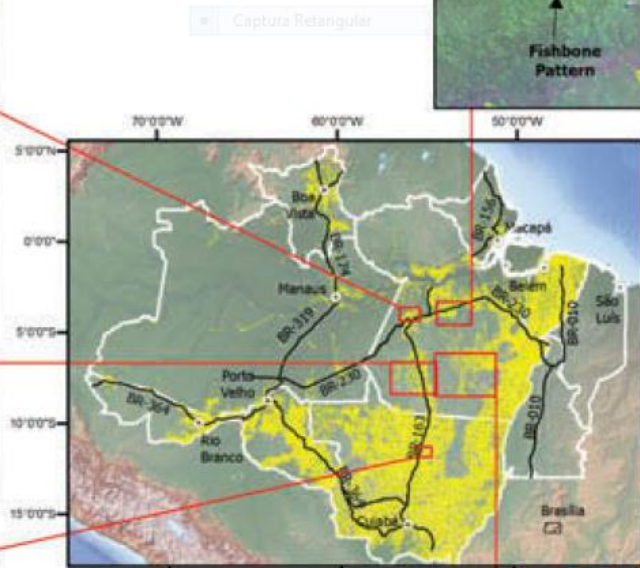 Captura Retangular
Fishbone
Pattern
70°0'0"W
60°0'0"W
50°0'0"W
5°0'0"N
0°0'0"
5°0'0"S
10°0'0"S
15°0'0"S
Boa
Vista
BR-174
BR-156
Macapá
Manaus
BR-319
Belém
BR-230
São
Luís
BR-010
Porto
Velho
BR-230
BR-364
Rio
Branco
BR-163
BR-010
BR-364
Cuiabá
Brasília